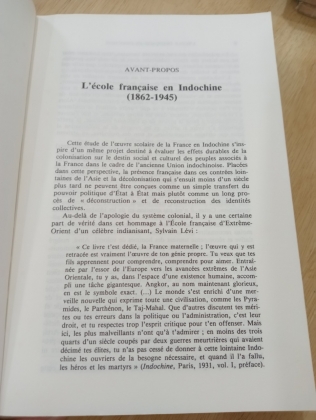 AVANT-PROPOS
L'école française en Indochine
(1862-1945)
Cette étude de l'œuvre scolaire de la France en Indochine s'ins-
pire d'un même projet destiné à évaluer les effets durables de la
colonisation sur le destin social et culturel des peuples associés à
la France dans le cadre de l'ancienne Union indochinoise. Placées
dans cette perspective, la présence française dans ces contrées loin-
taines de l'Asie et la décolonisation qui s'ensuit moins d'un siècle
plus tard ne peuvent être conçues comme un simple transfert du
pouvoir politique d'État à État mais plutôt comme un long proces-
sus de « déconstruction » et de reconstruction des identités
collectives.
Au-delà de l'apologie du système colonial, il y a une certaine
part de vérité dans cet hommage à l'École française d'Extrême-
Orient d'un célèbre indianisant, Sylvain Lévi :
« Ce livre t'est dédié, la France maternelle ; l'œuvre qui y est
retracée est vraiment l'œuvre de ton génie propre. Tu veux que tes
fils apprennent pour comprendre, comprendre pour aimer. Entraî-
née par l'essor de l'Europe vers les avancées extrêmes de l'Asie
Orientale, tu y as, dans l'espace d'une existence humaine, accom-
pli une tâche gigantesque. Angkor, au nom maintenant glorieux,
en est le symbole exact. (...) Le monde s'est enrichi d'une mer-
veille nouvelle qui exprime toute une civilisation, comme les Pyra-
mides, le Parthénon, le Taj-Mahal. Que d'autres discutent tes méri-
tes ou tes erreurs dans la politique ou l'administration, c'est leur
droit, et tu respectes trop l'esprit critique pour t'en offenser. Mais
ici, les plus malveillants n'ont qu'à t'admirer ; en moins des trois
quarts d'un siècle coupés par deux guerres meurtrières qui avaient
décimé tes élites, tu n'as pas cessé de donner à cette lointaine Indo-
chine les ouvriers de la besogne nécessaire, et quand il l'a fallu,
les héros et les martyrs » (Indochine, Paris, 1931, vol. I, préface).